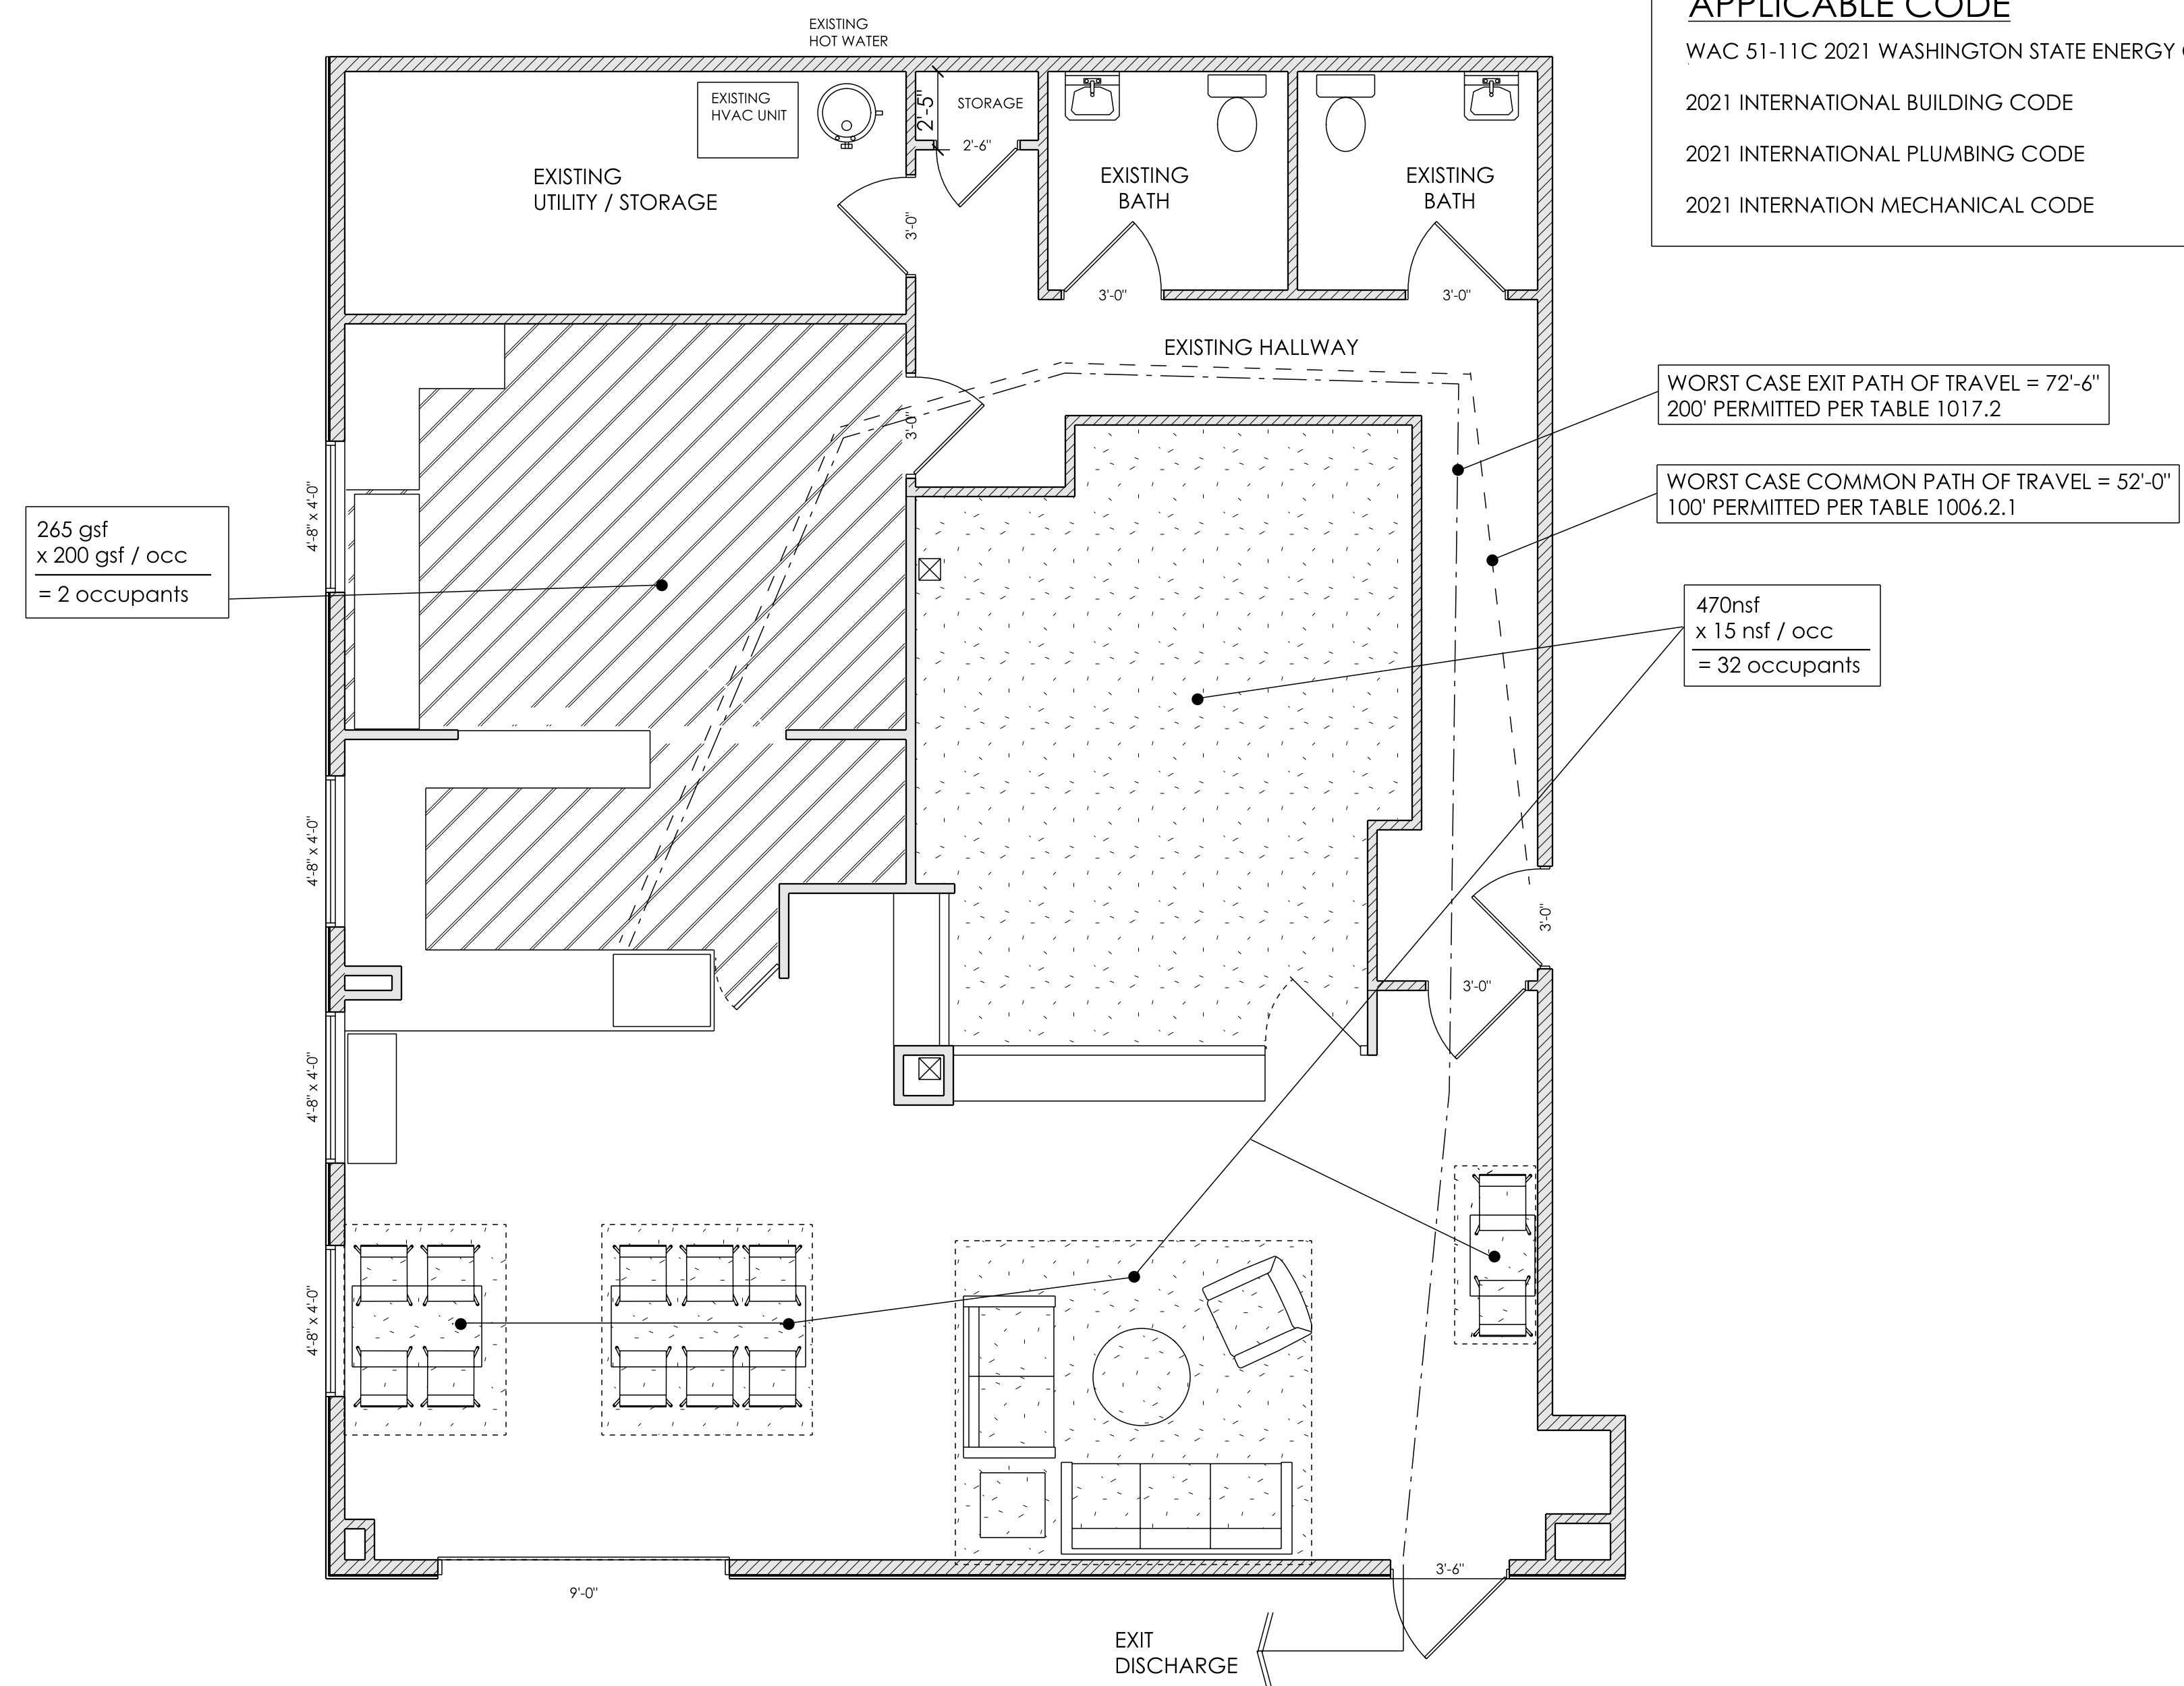 EXISTING
HOT WATER
APPLICABLE CODE
WAC 51-11C 2021 WASHINGTON STATE ENERGY
2021 INTERNATIONAL BUILDING CODE
2021 INTERNATIONAL PLUMBING CODE
2021 INTERNATION MECHANICAL CODE
EXISTING
HVAC UNIT
2'-5"
STORAGE
2'-6"
EXISTING
UTILITY / STORAGE
EXISTING
BATH
EXISTING
BATH
3'-0"
3'-0"
3'-0"
EXISTING HALLWAY
3'-0"
WORST CASE EXIT PATH OF TRAVEL = 72'-6"
200' PERMITTED PER TABLE 1017.2
WORST CASE COMMON PATH OF TRAVEL = 52'-0"
100' PERMITTED PER TABLE 1006.2.1
4'-8" x 4'-0"
265 gsf
x 200 gsf / occ
= 2 occupants
470nsf
x 15 nsf / occ
= 32 occupants
4'-8" x 4'-0"
3'-0"
3'-0"
4'-8" x 4'-0"
4'-8" x 4'-0"
9'-0"
3'-6"
EXIT
DISCHARGE